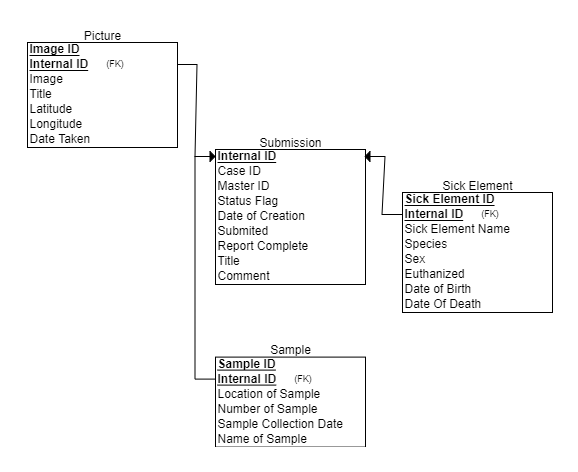 Picture
Image ID
Internal ID (FK)
Image
Title
Latitude
Longitude
Date Taken
Submission
Internal ID
Case ID
Master ID
Status Flag
Date of Creation
Submited
Report Complete
Title
Comment
Sick Element
Sick Element ID
Internal ID (FK)
Sick Element Name
Species
Sex
Euthanized
Date of Birth
Date Of Death
Sample
Sample ID
Internal ID (FK)
Location of Sample
Number of Sample
Sample Collection Date
Name of Sample